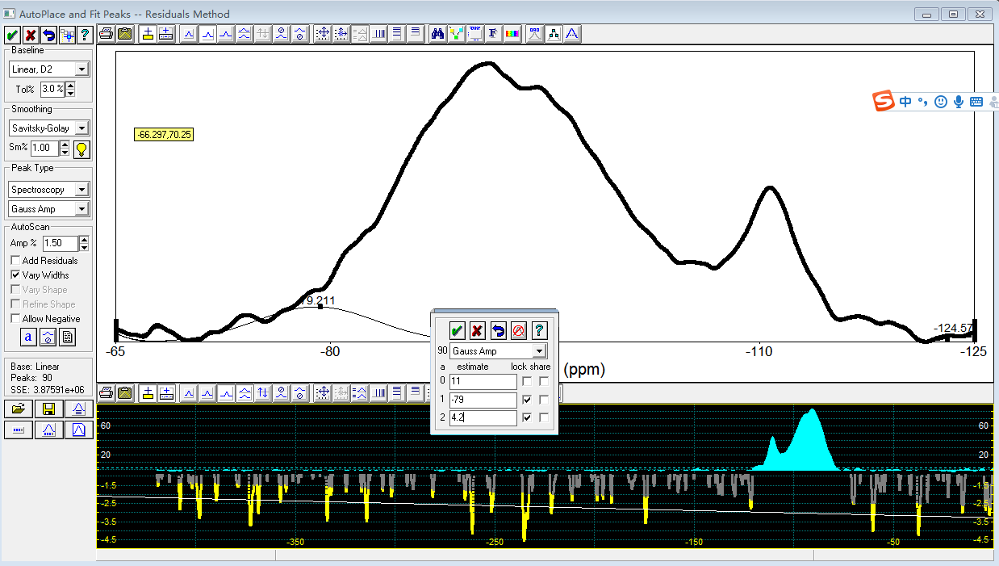 AutoPlace and Fit Peaks -- Residuals Method
Baseline
Linear, D2
Tol% 3.0 %
Smoothing
Savitsky-Golay
Sm% 1.00
Peak Type
Spectroscopy
Gauss Amp
AutoScan
Amp % 1.50
Add Residuals
Vary Widths
Vary Shape
Refine Shape
Allow Negative
a
Base: Linear
Peaks: 90
SSE: 3.87591e+06
F
-66.297,70.25
S中
79.211
-124.57
-65
-80
-110
-125
(ppm)
90 Gauss Amp
a estimate lock share
0 11
1 -79
2 4.2
60
60
20
20
-1.5
-1.5
-2.5
-2.5
-3.5
-3.5
-4.5
-4.5
-350
-250
-150
-50